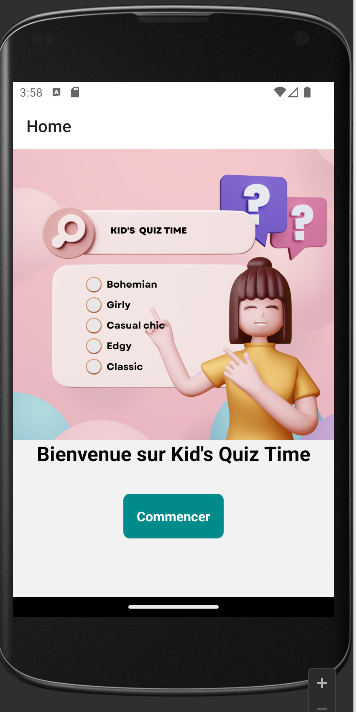 3:58
Home
KID'S QUIZ TIME
Bohemian
Girly
Casual chic
Edgy
Classic
Bienvenue sur Kid's Quiz Time
Commencer